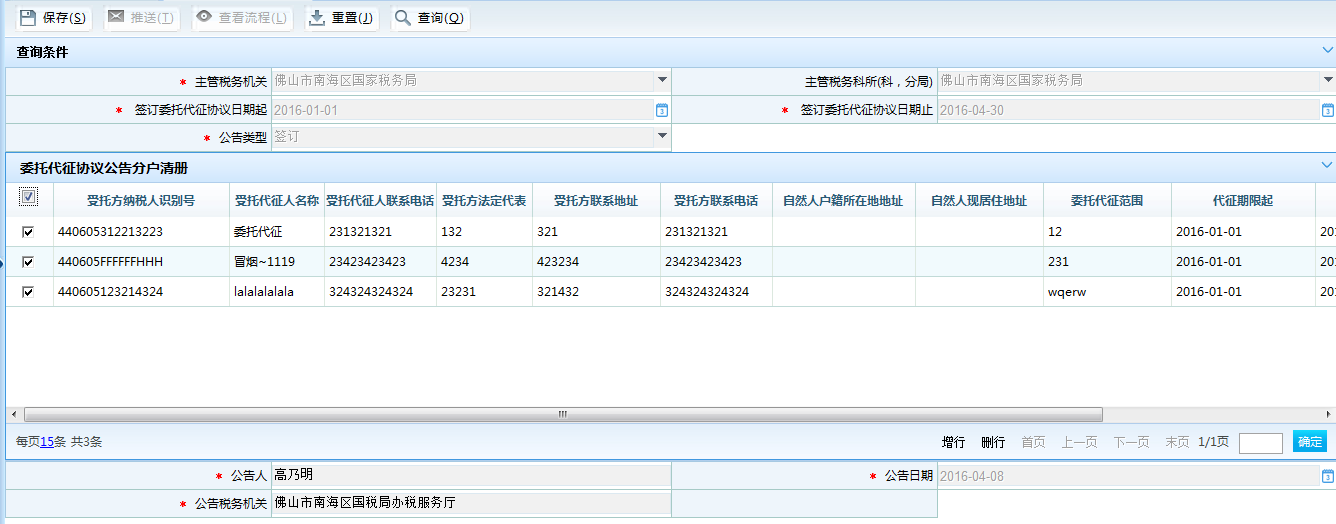 保存(S) 推送(T) 查看流程(L) 重置(J) 查询(Q)
查询条件
* 主管税务机关 佛山市南海区国家税务局 主管税务科所(科，分局) 佛山市南海区国家税务局
* 签订委托代征协议日期起 2016-01-01 * 签订委托代征协议日期止 2016-04-30
* 公告类型 签订
委托代征协议公告分户清册
受托方纳税人识别号 受托代征人名称 受托代征人联系电话 受托方法定代表 受托方联系地址 受托方联系电话 自然人户籍所在地地址 自然人现居住地址 委托代征范围 代征期限起
440605312213223 委托代征 231321321 132 321 231321321 12 2016-01-01 201
440605FFFFFFHHH 冒烟~1119 23423423423 4234 423234 23423423423 231 2016-01-01 201
440605123214324 lalalalalala 324324324324 23231 321432 324324324324 wqerw 2016-01-01 201
每页15条 共3条 增行 删行 首页 上一页 下一页 末页 1/1页 确定
* 公告人 高乃明 * 公告日期 2016-04-08
* 公告税务机关 佛山市南海区国税局办税服务厅